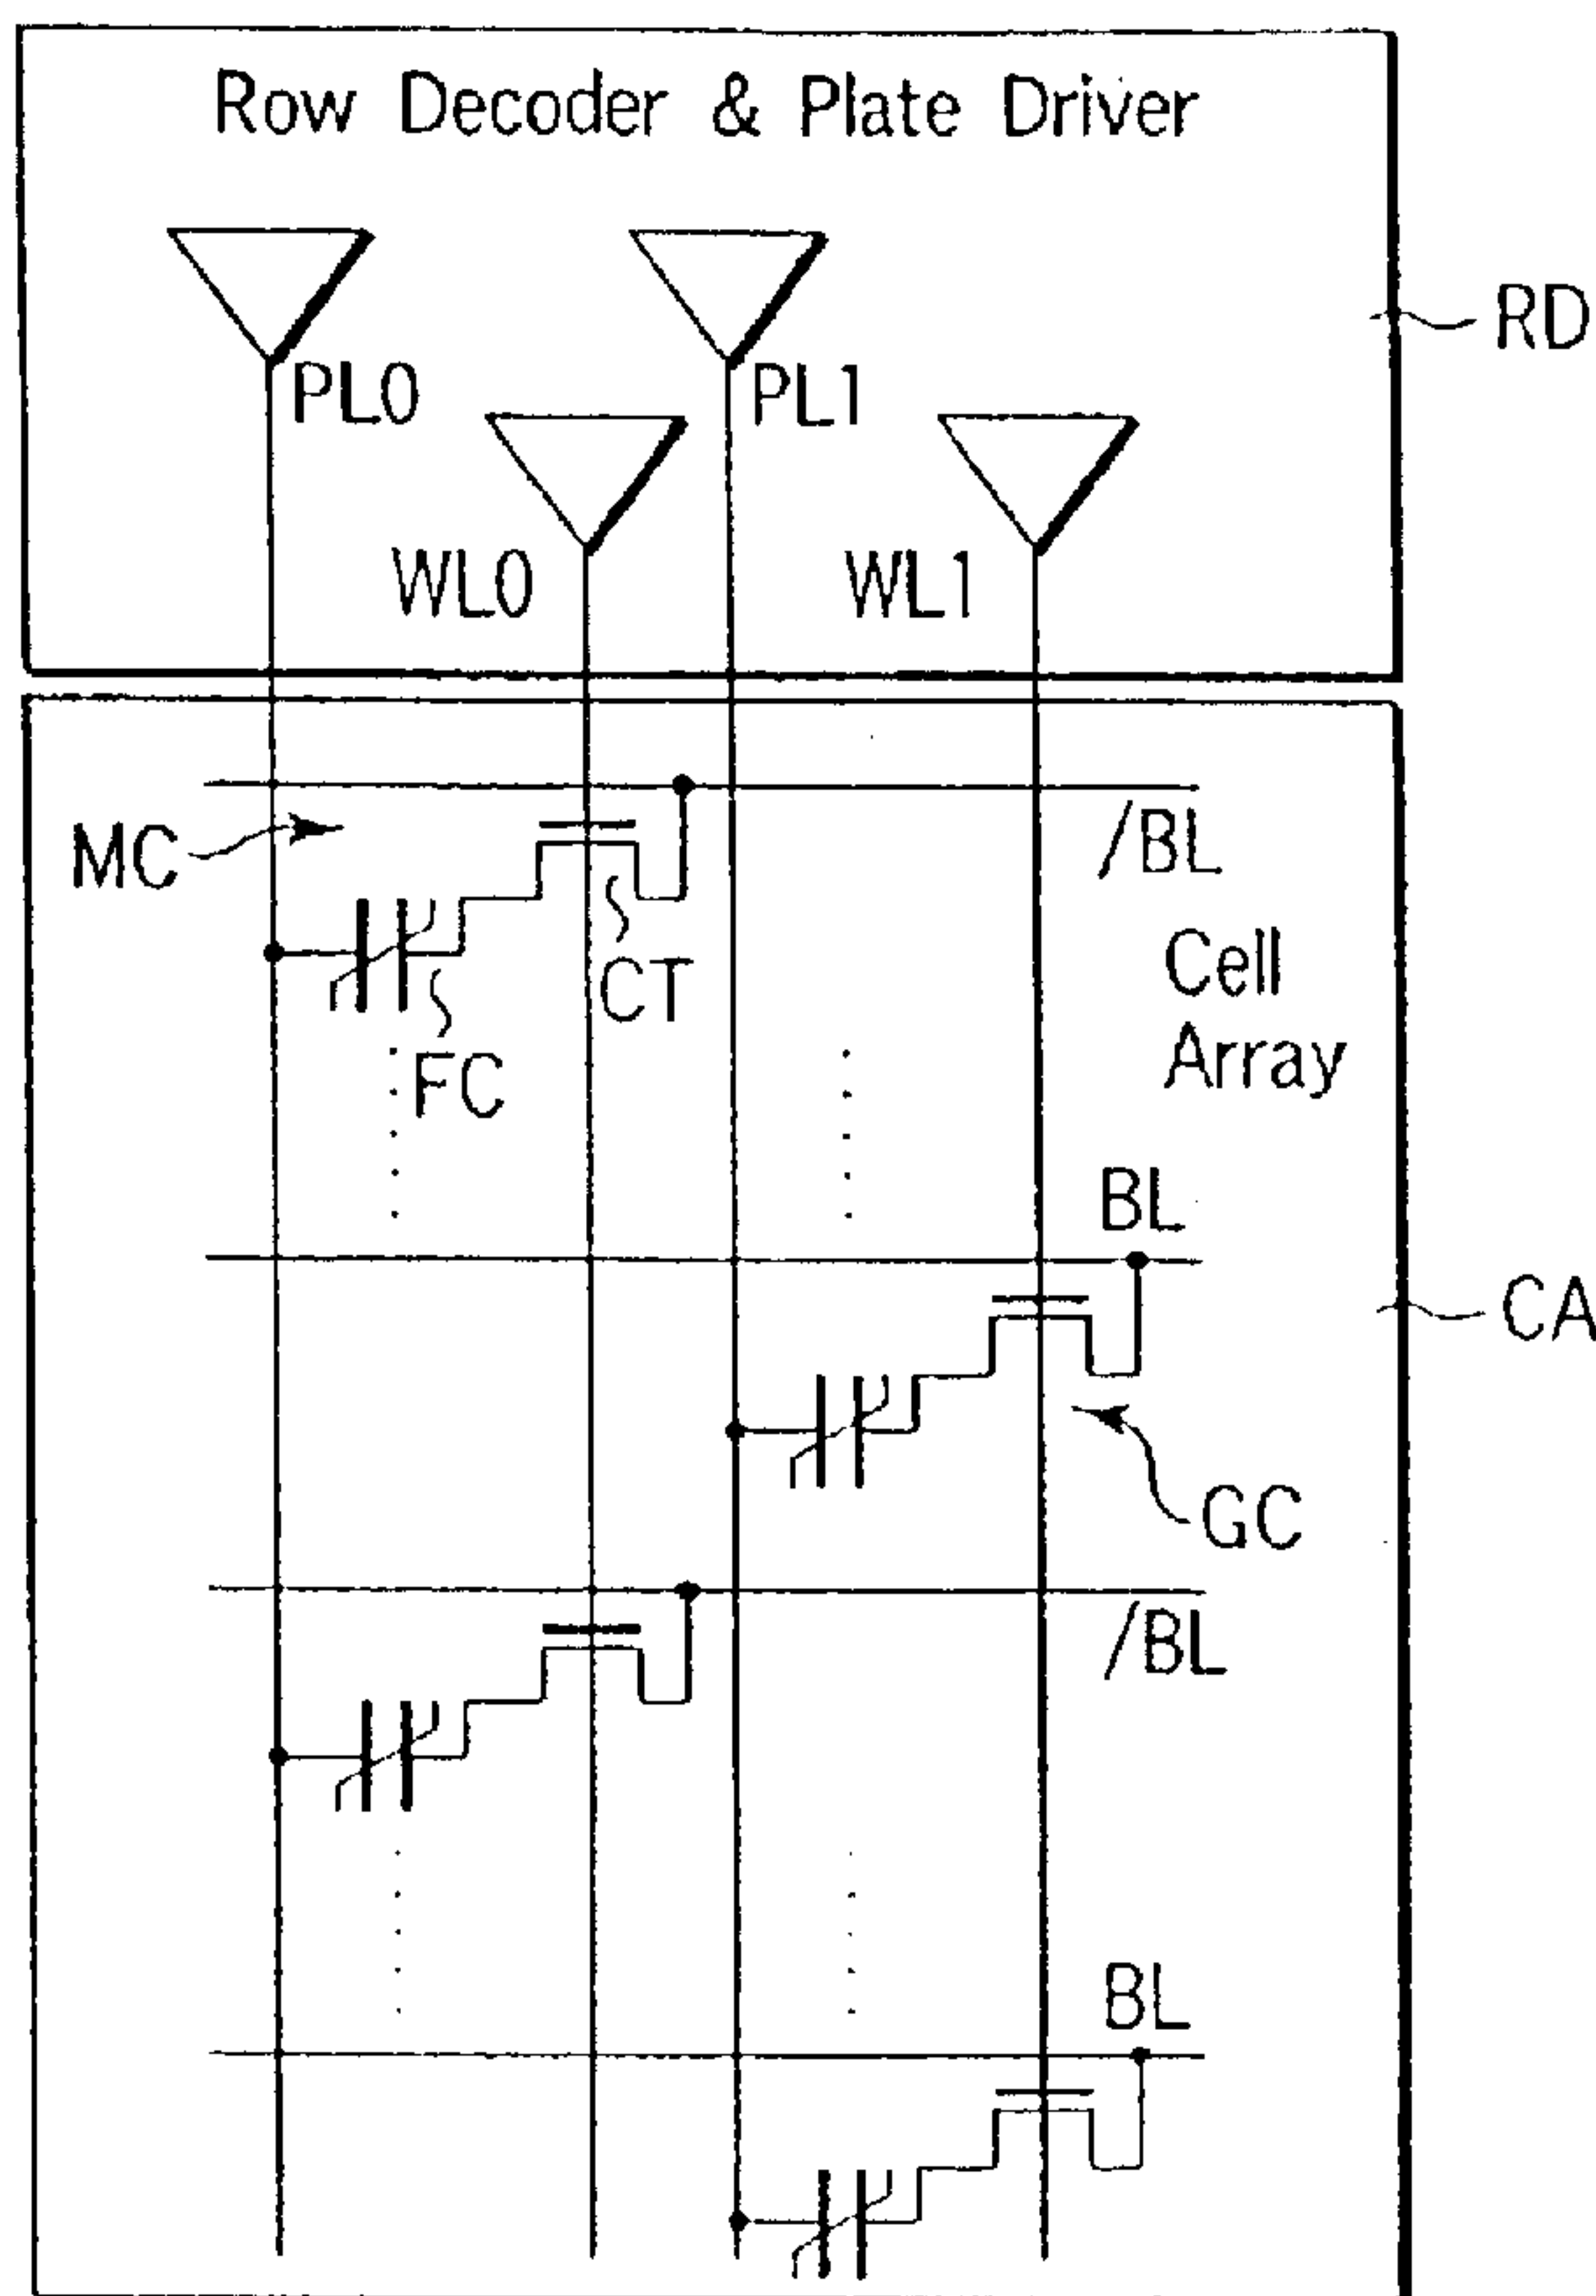 Row Decoder & Plate Driver
RD
PL0
PL1
WL0
WL1
/BL
MC
Cell
Array
CT
FC
BL
CA
GC
/BL
BL